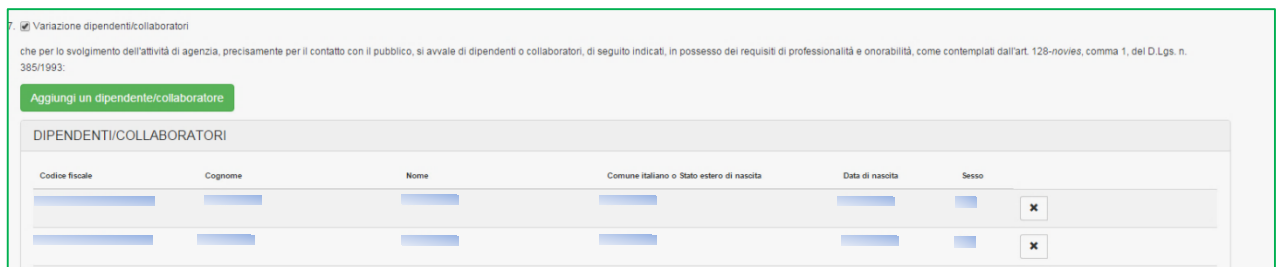 7. Variazione dipendenti/collaboratori
che per lo svolgimento dell'attività di agenzia, precisamente per il contatto con il pubblico, si avvale di dipendenti o collaboratori, di seguito indicati, in possesso dei requisiti di professionalità e onorabilità, come contemplati dall'art. 128-novies, comma 1, del D.Lgs. n.
385/1993:
Aggiungi un dipendente/collaboratore
DIPENDENTI/COLLABORATORI
Codice fiscale Cognome Nome Comune italiano o Stato estero di nascita Data di nascita Sesso